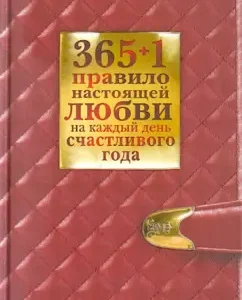 365+1
правило
настоящей
ЛЮБВИ
на каждый день
счастливого
года